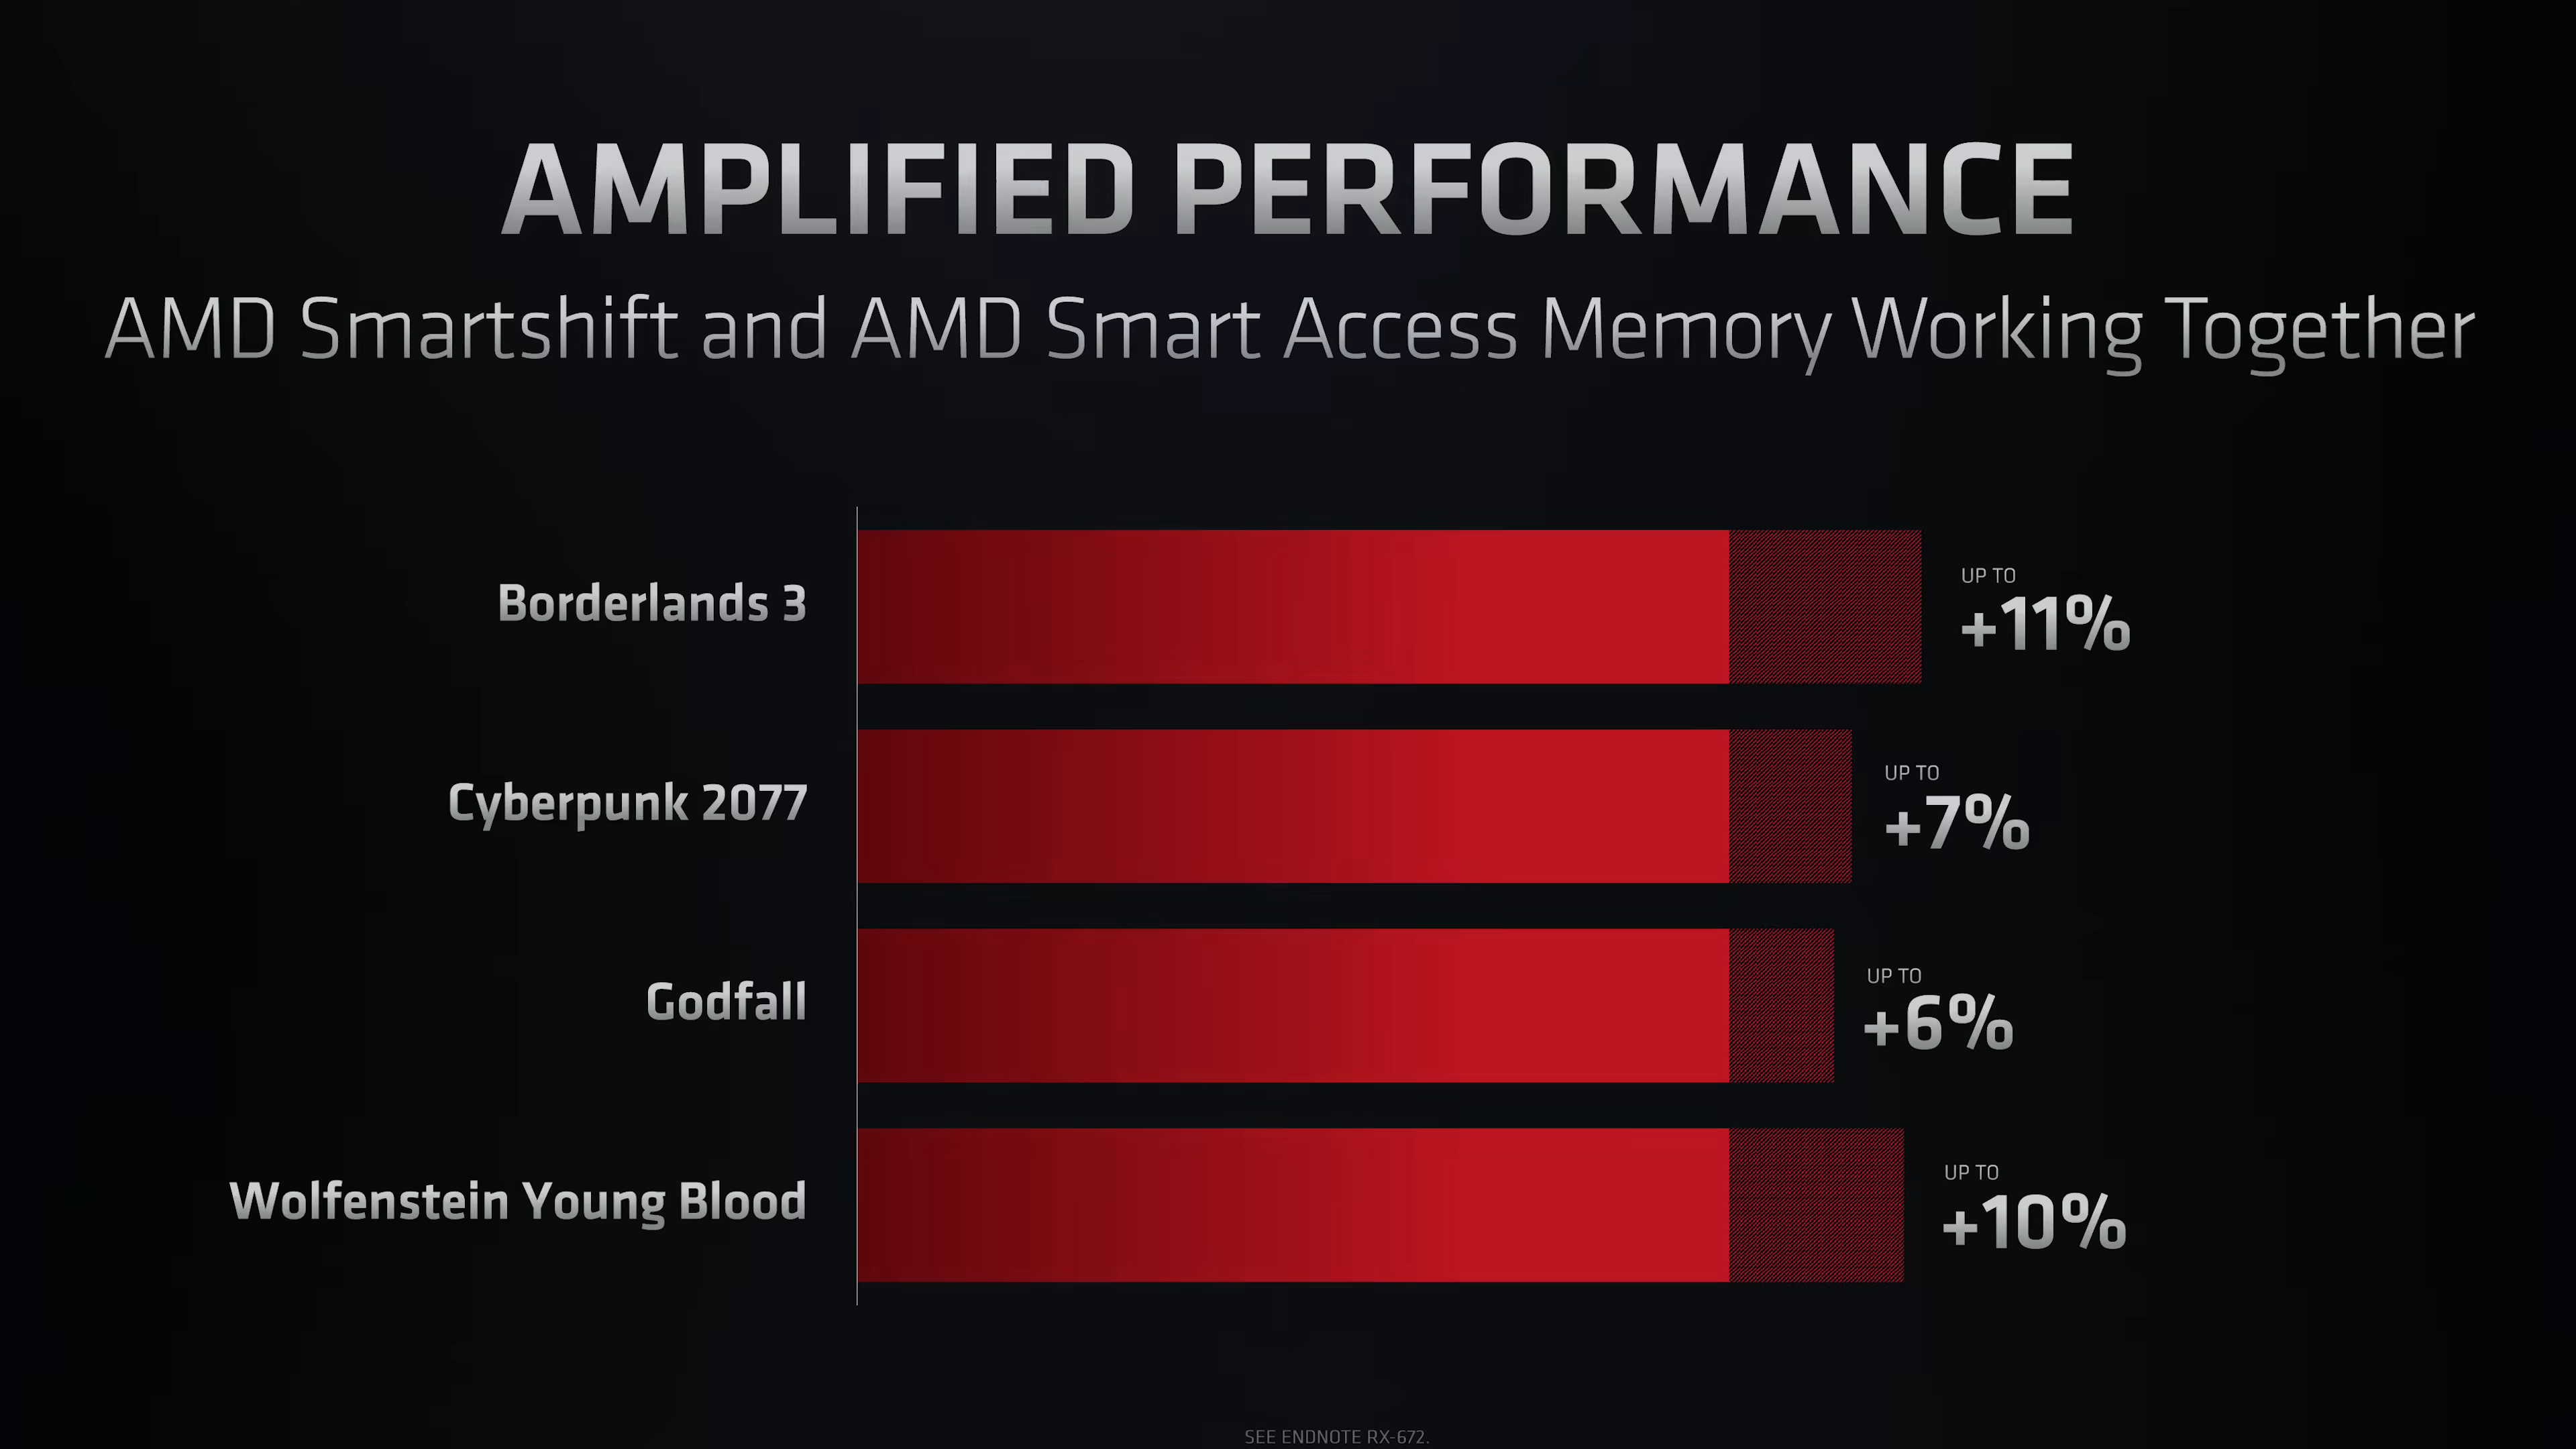 AMPLIFIED PERFORMANCE
AMD Smartshift and AMD Smart Access Memory Working Together
Borderlands 3
UP TO
+11%
Cyberpunk 2077
UP TO
+7%
Godfall
UP TO
+6%
Wolfenstein Young Blood
UP TO
+10%
SEE ENDNOTE RX-672.